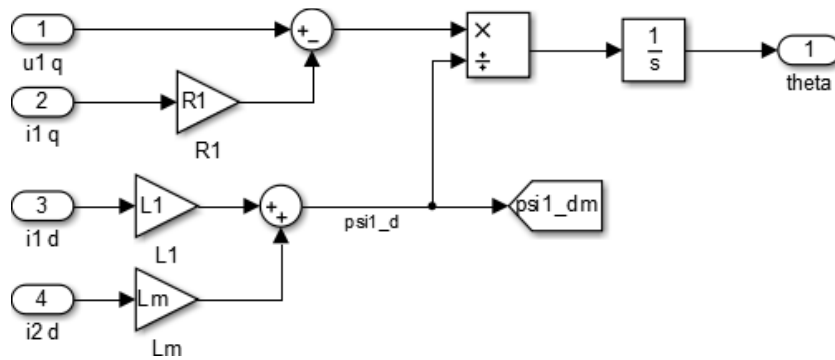 1
u1 q
+
−
×
÷
1
s
1
theta
2
i1 q
R1
R1
3
i1 d
L1
L1
+
+
psi1_d
psi1_dm
4
i2 d
Lm
Lm